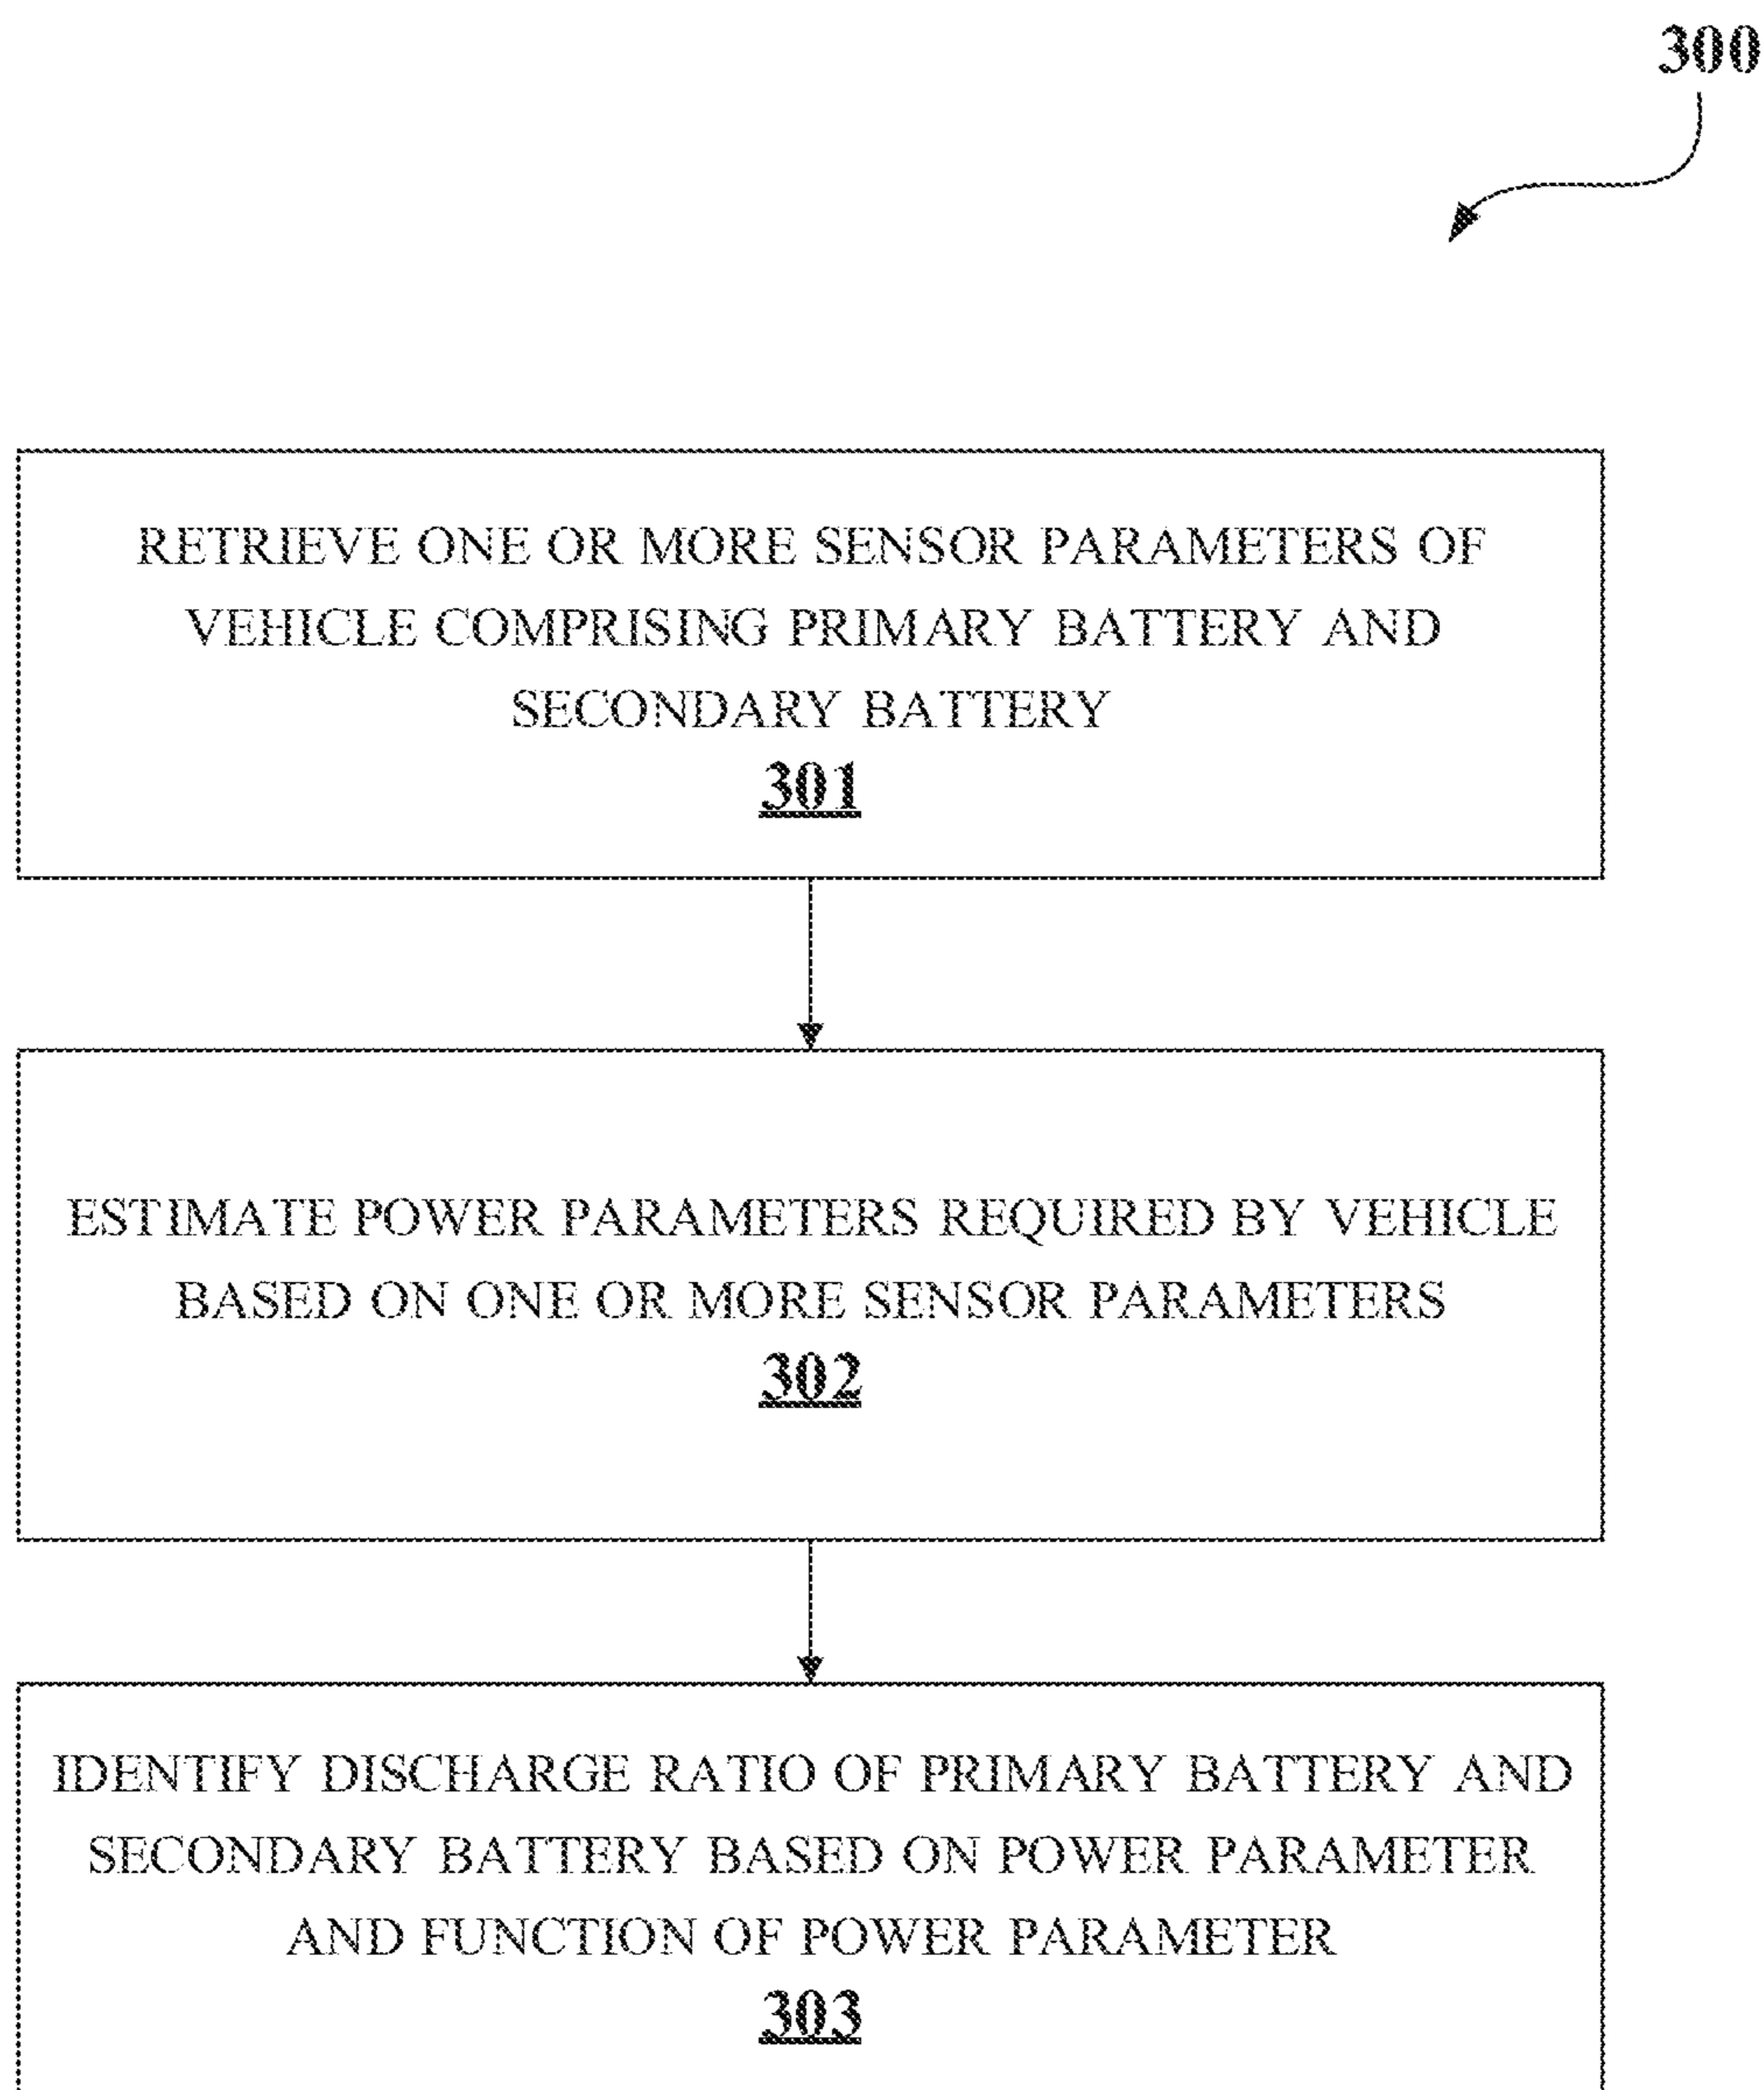 300
RETRIEVE ONE OR MORE SENSOR PARAMETERS OF
VEHICLE COMPRISING PRIMARY BATTERY AND
SECONDARY BATTERY
301
ESTIMATE POWER PARAMETERS REQUIRED BY VEHICLE
BASED ON ONE OR MORE SENSOR PARAMETERS
302
IDENTIFY DISCHARGE RATIO OF PRIMARY BATTERY AND
SECONDARY BATTERY BASED ON POWER PARAMETER
AND FUNCTION OF POWER PARAMETER
303